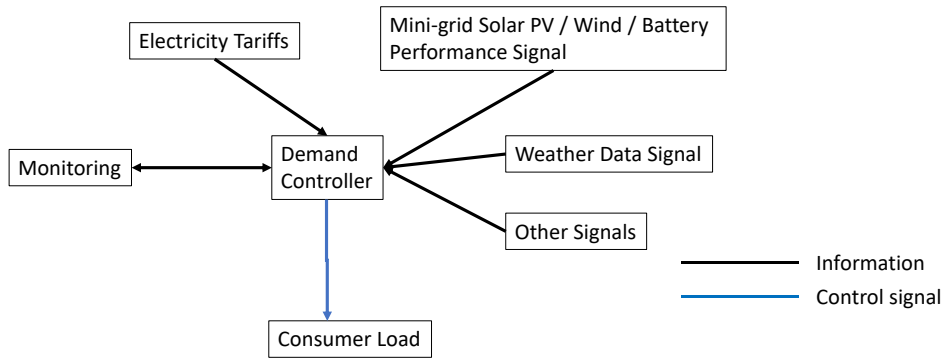 Electricity Tariffs
Mini-grid Solar PV / Wind / Battery
Performance Signal
Monitoring
Demand
Controller
Weather Data Signal
Other Signals
Consumer Load
Information
Control signal